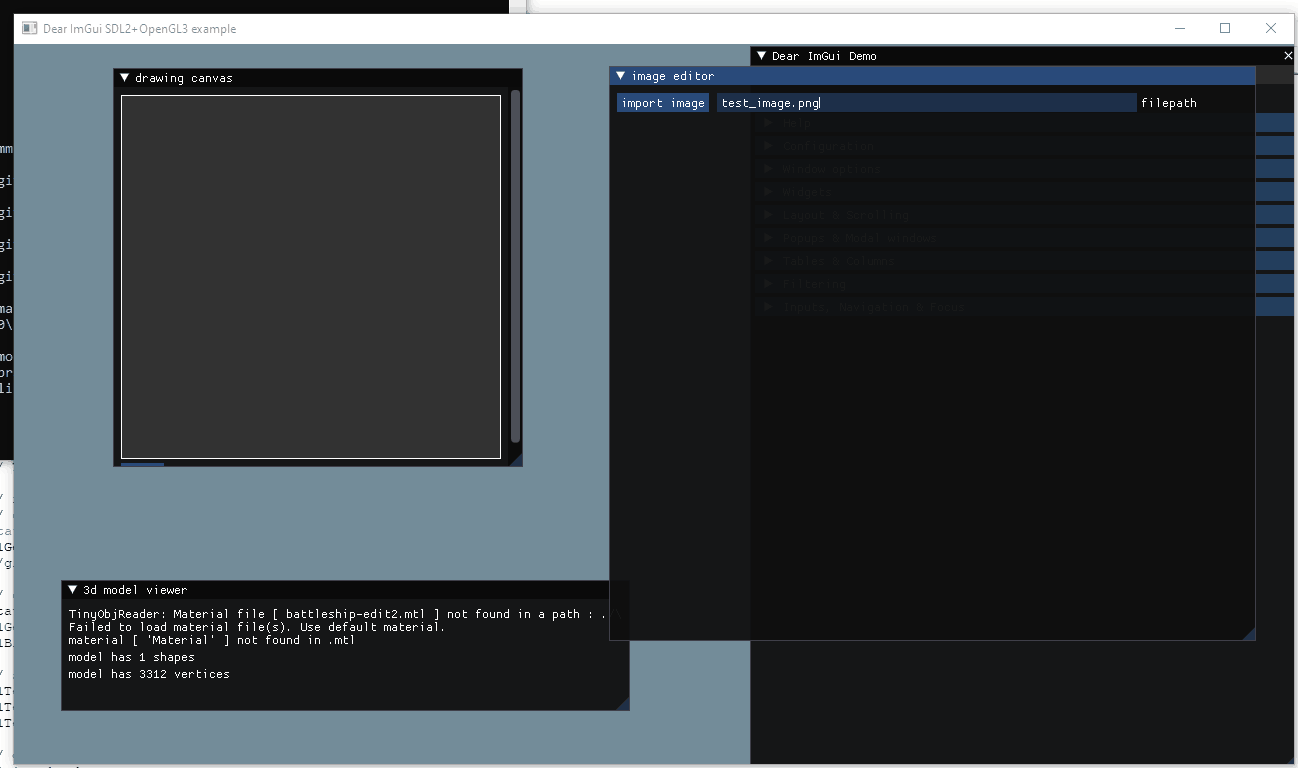 Dear ImGui SDL2+OpenGL3 example
Dear ImGui Demo
drawing canvas
image editor
import image test_image.png filepath
Help
Configuration
Window options
Widgets
Layout & Scrolling
Popups & Modal windows
Tables & Columns
Filtering
Inputs, Navigation & Focus
3d model viewer
TinyObjReader: Material file [ battleship-edit2.mtl ] not found in a path : .
Failed to load material file(s). Use default material.
material [ 'Material' ] not found in .mtl
model has 1 shapes
model has 3312 vertices